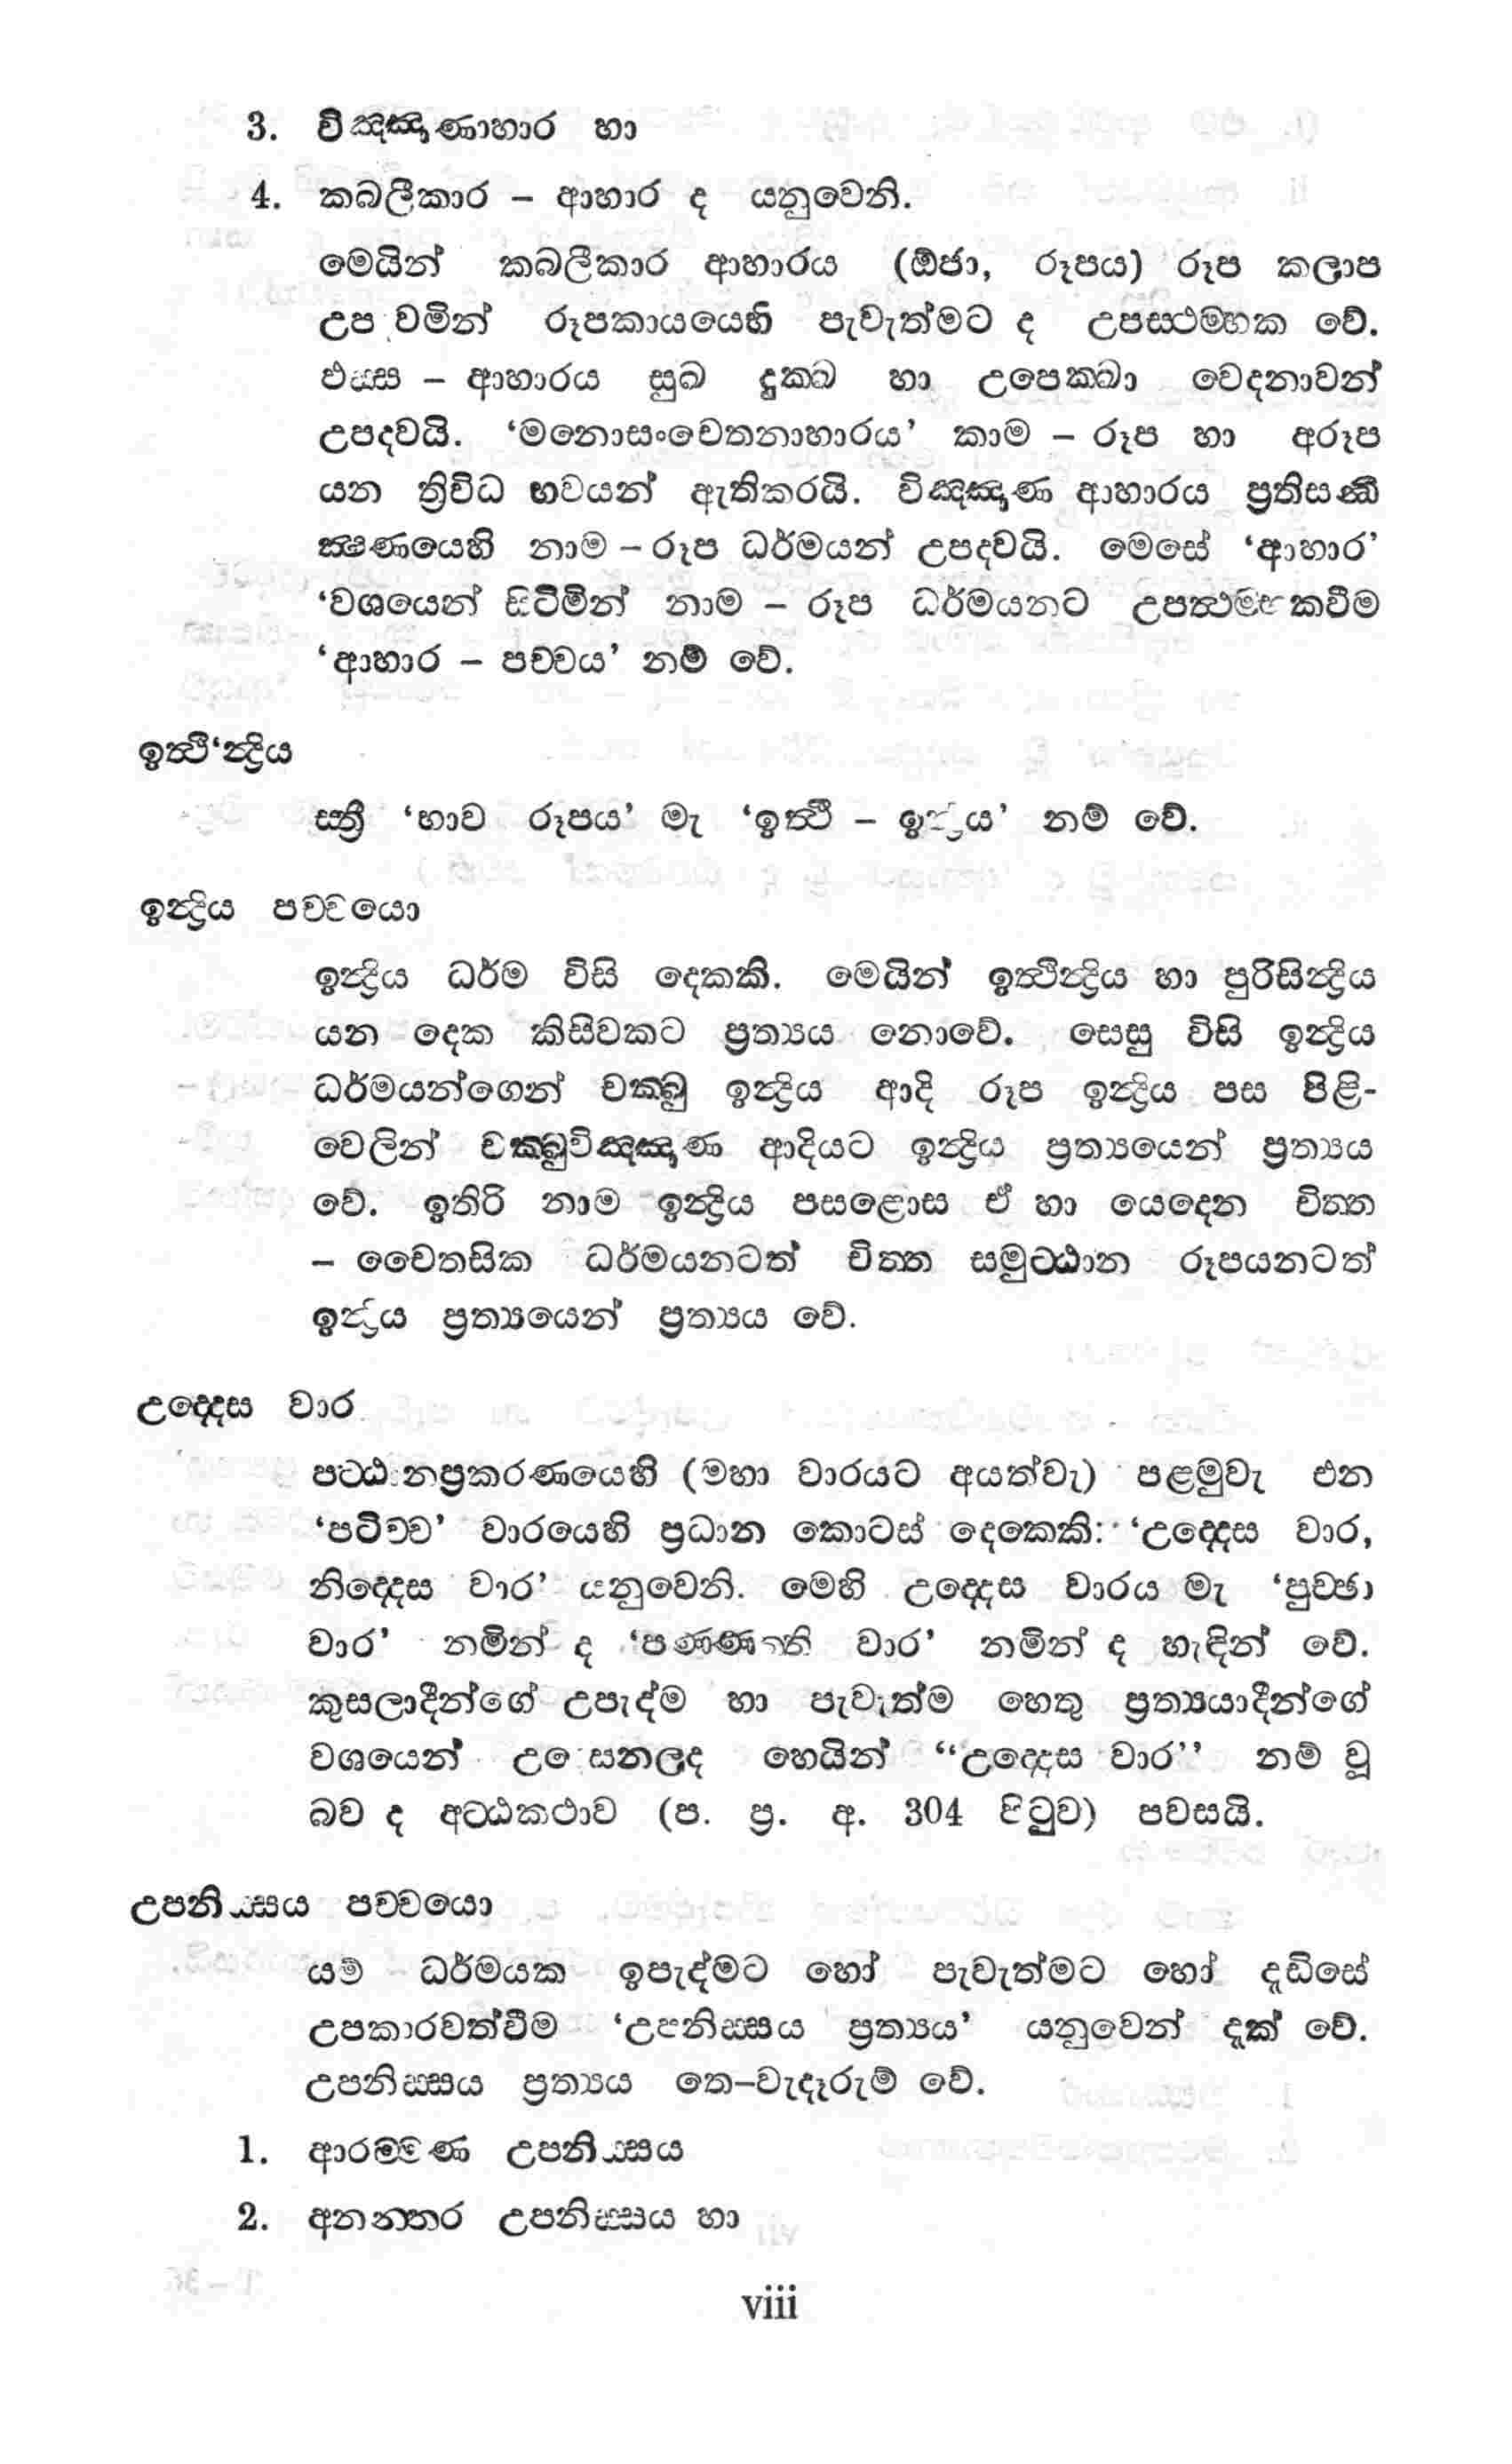 3. විඤ්ඤාණාහාර හා
4. කබලීකාර – ආහාර ද යනුවෙනි.
මෙයින් කබලීකාර ආහාරය (ඕජා, රූපය) රූප කලාප
උප වමින් රූපකායයෙහි පැවැත්මට ද උපස්ථම්භක වේ.
ඵස්ස – ආහාරය සුඛ දුක්ඛ හා උපෙක්ඛා වෙදනාවන්
උපදවයි. ‘මනොසංචෙතනාහාරය’ කාම – රූප හා අරූප
යන ත්‍රිවිධ භවයන් ඇතිකරයි. විඤ්ඤාණ ආහාරය ප්‍රතිසන්ධි
ක්‍ෂණයෙහි නාම – රූප ධර්මයන් උපදවයි. මෙසේ ‘ආහාර’
‘වශයෙන් සිටිමින් නාම – රූප ධර්මයනට උපත්ථම්භකවීම
‘ආහාර – පච්චය’ නම් වේ.
ඉත්ථි‘න්ද්‍රිය
ස්ත්‍රී ‘භාව රූපය’ මැ ‘ඉත්ථි – ඉන්ද්‍රිය’ නම් වේ.
ඉන්ද්‍රිය පච්චයො
ඉන්ද්‍රිය ධර්ම විසි දෙකකි. මෙයින් ඉත්ථින්ද්‍රිය හා පුරිසින්ද්‍රිය
යන දෙක කිසිවකට ප්‍රත්‍යය නොවේ. සෙසු විසි ඉන්ද්‍රිය
ධර්මයන්ගෙන් චක්ඛු ඉන්ද්‍රිය ආදි රූප ඉන්ද්‍රිය පස පිළි-
වෙලින් චක්ඛුවිඤ්ඤාණ ආදියට ඉන්ද්‍රිය ප්‍රත්‍යයෙන් ප්‍රත්‍යය
වේ. ඉතිරි නාම ඉන්ද්‍රිය පසළොස ඒ හා යෙදෙන චිත්ත
– චෛතසික ධර්මයනටත් චිත්ත සමුට්ඨාන රූපයනටත්
ඉන්ද්‍රිය ප්‍රත්‍යයෙන් ප්‍රත්‍යය වේ.
උද්දෙස වාර
පට්ඨානප්‍රකරණයෙහි (මහා වාරයට අයත්වැ) පළමුවැ එන
‘පටිච්ච’ වාරයෙහි ප්‍රධාන කොටස් දෙකෙකි: ‘උද්දෙස වාර,
නිද්දෙස වාර’ යනුවෙනි. මෙහි උද්දෙස වාරය මැ ‘පුච්ඡා
වාර’ නමින් ද ‘පණ්ණත්ති වාර’ නමින් ද හැඳින් වේ.
කුසලාදීන්ගේ උපැද්ම හා පැවැත්ම හෙතු ප්‍රත්‍යයාදීන්ගේ
වශයෙන් හෙයින් “උද්දෙස වාර’’ නම් වූ
බව ද අට්ඨකථාව (ප. ප්‍ර. අ. 304 පිටුව) පවසයි.
උපනිස්සය පච්චයො
යම් ධර්මයක ඉපැද්මට හෝ පැවැත්මට හෝ දැඩිසේ
උපකාරවත්වීම ‘උපනිස්සය ප්‍රත්‍යය’ යනුවෙන් දැක් වේ.
උපනිස්සය ප්‍රත්‍යය තෙ–වැදෑරුම් වේ.
1. ආරම්මණ උපනිස්සය
2. අනන්තර උපනිස්සය හා
viii